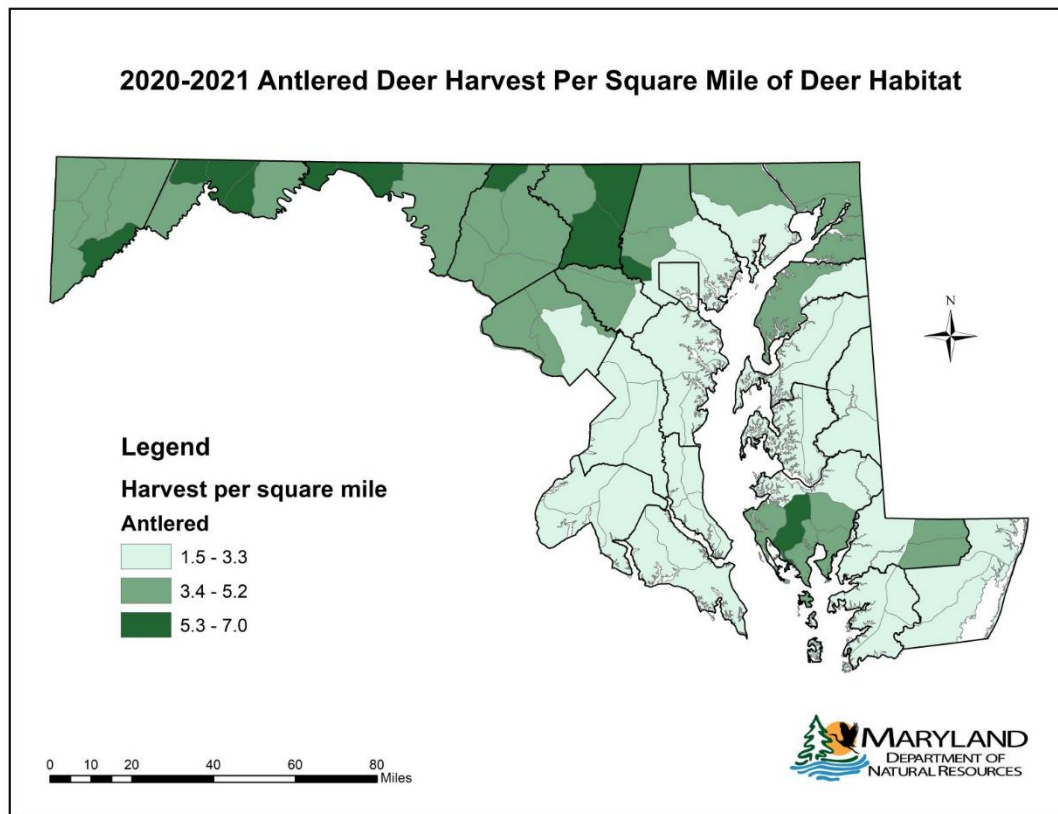 2020-2021 Antlered Deer Harvest Per Square Mile of Deer Habitat
N
Legend
Harvest per square mile
Antlered
1.5 - 3.3
3.4 - 5.2
5.3 - 7.0
0 10 20 40 60 80
Miles
MARYLAND
DEPARTMENT OF
NATURAL RESOURCES